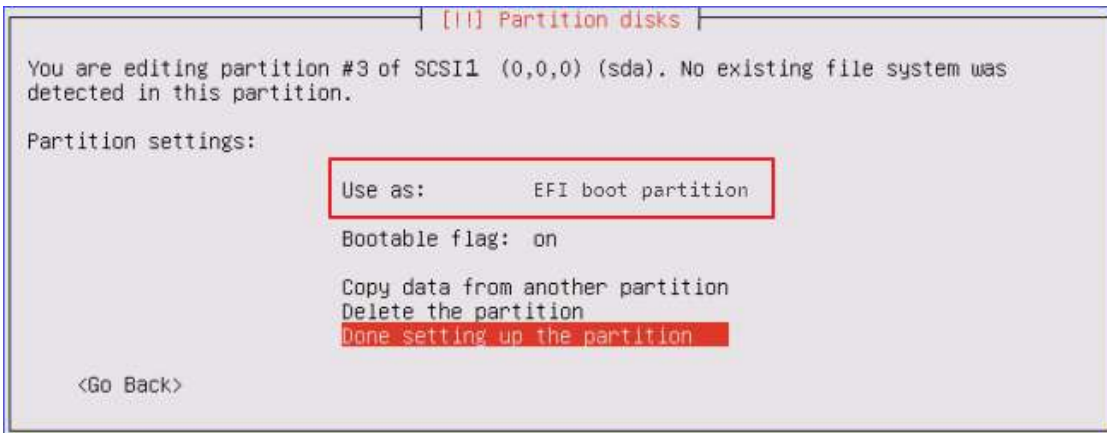 [!!] Partition disks
You are editing partition #3 of SCSI1 (0,0,0) (sda). No existing file system was
detected in this partition.
Partition settings:
Use as: EFI boot partition
Bootable flag: on
Copy data from another partition
Delete the partition
Done setting up the partition
<Go Back>